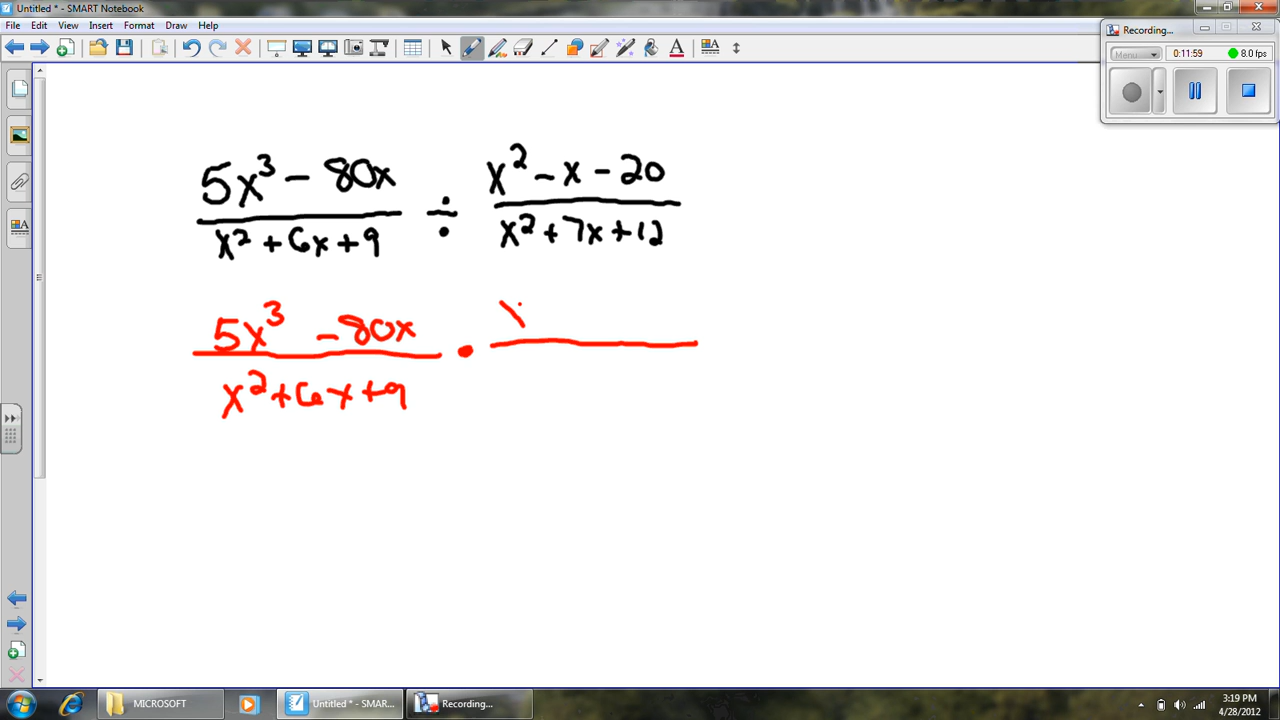 Untitled * - SMART Notebook
File Edit View Insert Format Draw Help
Recording...
Menu 0:11:59 8.0 fps
5x³ - 80x
x² + 6x + 9
÷
x² - x - 20
x² + 7x + 12
5x³ - 80x
x² + 6x + 9
·
x
MICROSOFT Untitled * - SMAR... Recording...
3:19 PM
4/28/2012